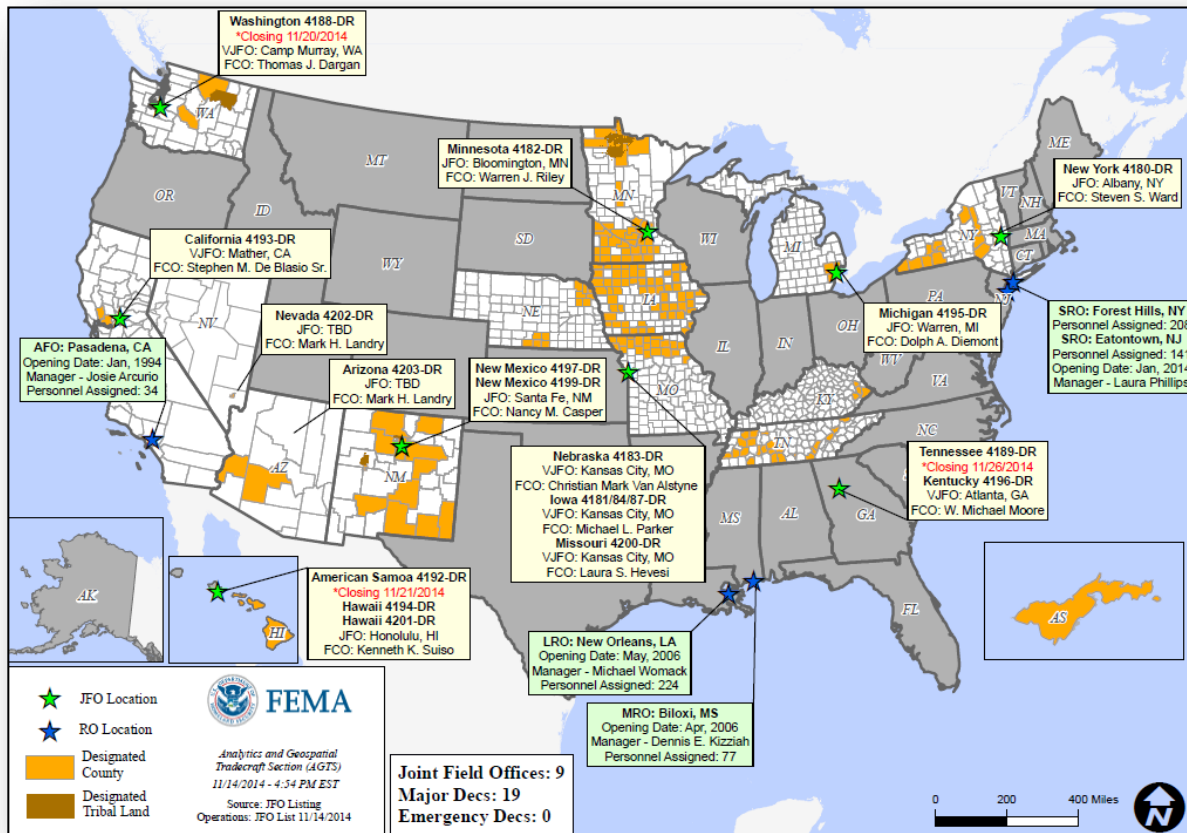 Washington 4188-DR
*Closing 11/20/2014
VJFO: Camp Murray, WA
FCO: Thomas J. Dargan
Minnesota 4182-DR
JFO: Bloomington, MN
FCO: Warren J. Riley
New York 4180-DR
JFO: Albany, NY
FCO: Steven S. Ward
California 4193-DR
VJFO: Mather, CA
FCO: Stephen M. De Blasio Sr.
Nevada 4202-DR
JFO: TBD
FCO: Mark H. Landry
Michigan 4195-DR
JFO: Warren, MI
FCO: Dolph A. Diemont
SRO: Forest Hills, NY
Personnel Assigned: 208
SRO: Eatontown, NJ
Personnel Assigned: 141
Opening Date: Jan, 2014
Manager - Laura Phillips
AFO: Pasadena, CA
Opening Date: Jan, 1994
Manager - Josie Arcurio
Personnel Assigned: 34
Arizona 4203-DR
JFO: TBD
FCO: Mark H. Landry
New Mexico 4197-DR
New Mexico 4199-DR
JFO: Santa Fe, NM
FCO: Nancy M. Casper
Nebraska 4183-DR
VJFO: Kansas City, MO
FCO: Christian Mark Van Alstyne
Iowa 4181/84/87-DR
VJFO: Kansas City, MO
FCO: Michael L. Parker
Missouri 4200-DR
VJFO: Kansas City, MO
FCO: Laura S. Hevesi
Tennessee 4189-DR
*Closing 11/26/2014
Kentucky 4196-DR
VJFO: Atlanta, GA
FCO: W. Michael Moore
American Samoa 4192-DR
*Closing 11/21/2014
Hawaii 4194-DR
Hawaii 4201-DR
JFO: Honolulu, HI
FCO: Kenneth K. Suiso
LRO: New Orleans, LA
Opening Date: May, 2006
Manager - Michael Womack
Personnel Assigned: 224
MRO: Biloxi, MS
Opening Date: Apr, 2006
Manager - Dennis E. Kizziah
Personnel Assigned: 77
WA
MT
ME
OR
ID
MN
VT
NH
WI
NY
MA
SD
MI
CT
WY
PA
NJ
IA
NE
NV
OH
IL
IN
WV
VA
MO
KY
NC
TN
AZ
NM
MS
AL
GA
FL
AK
HI
AS
JFO Location
RO Location
Designated
County
Designated
Tribal Land
FEMA
Analytics and Geospatial
Tradecraft Section (AGTS)
11/14/2014 - 4:54 PM EST
Source: JFO Listing
Operations: JFO List 11/14/2014
Joint Field Offices: 9
Major Decs: 19
Emergency Decs: 0
0 200 400 Miles
N